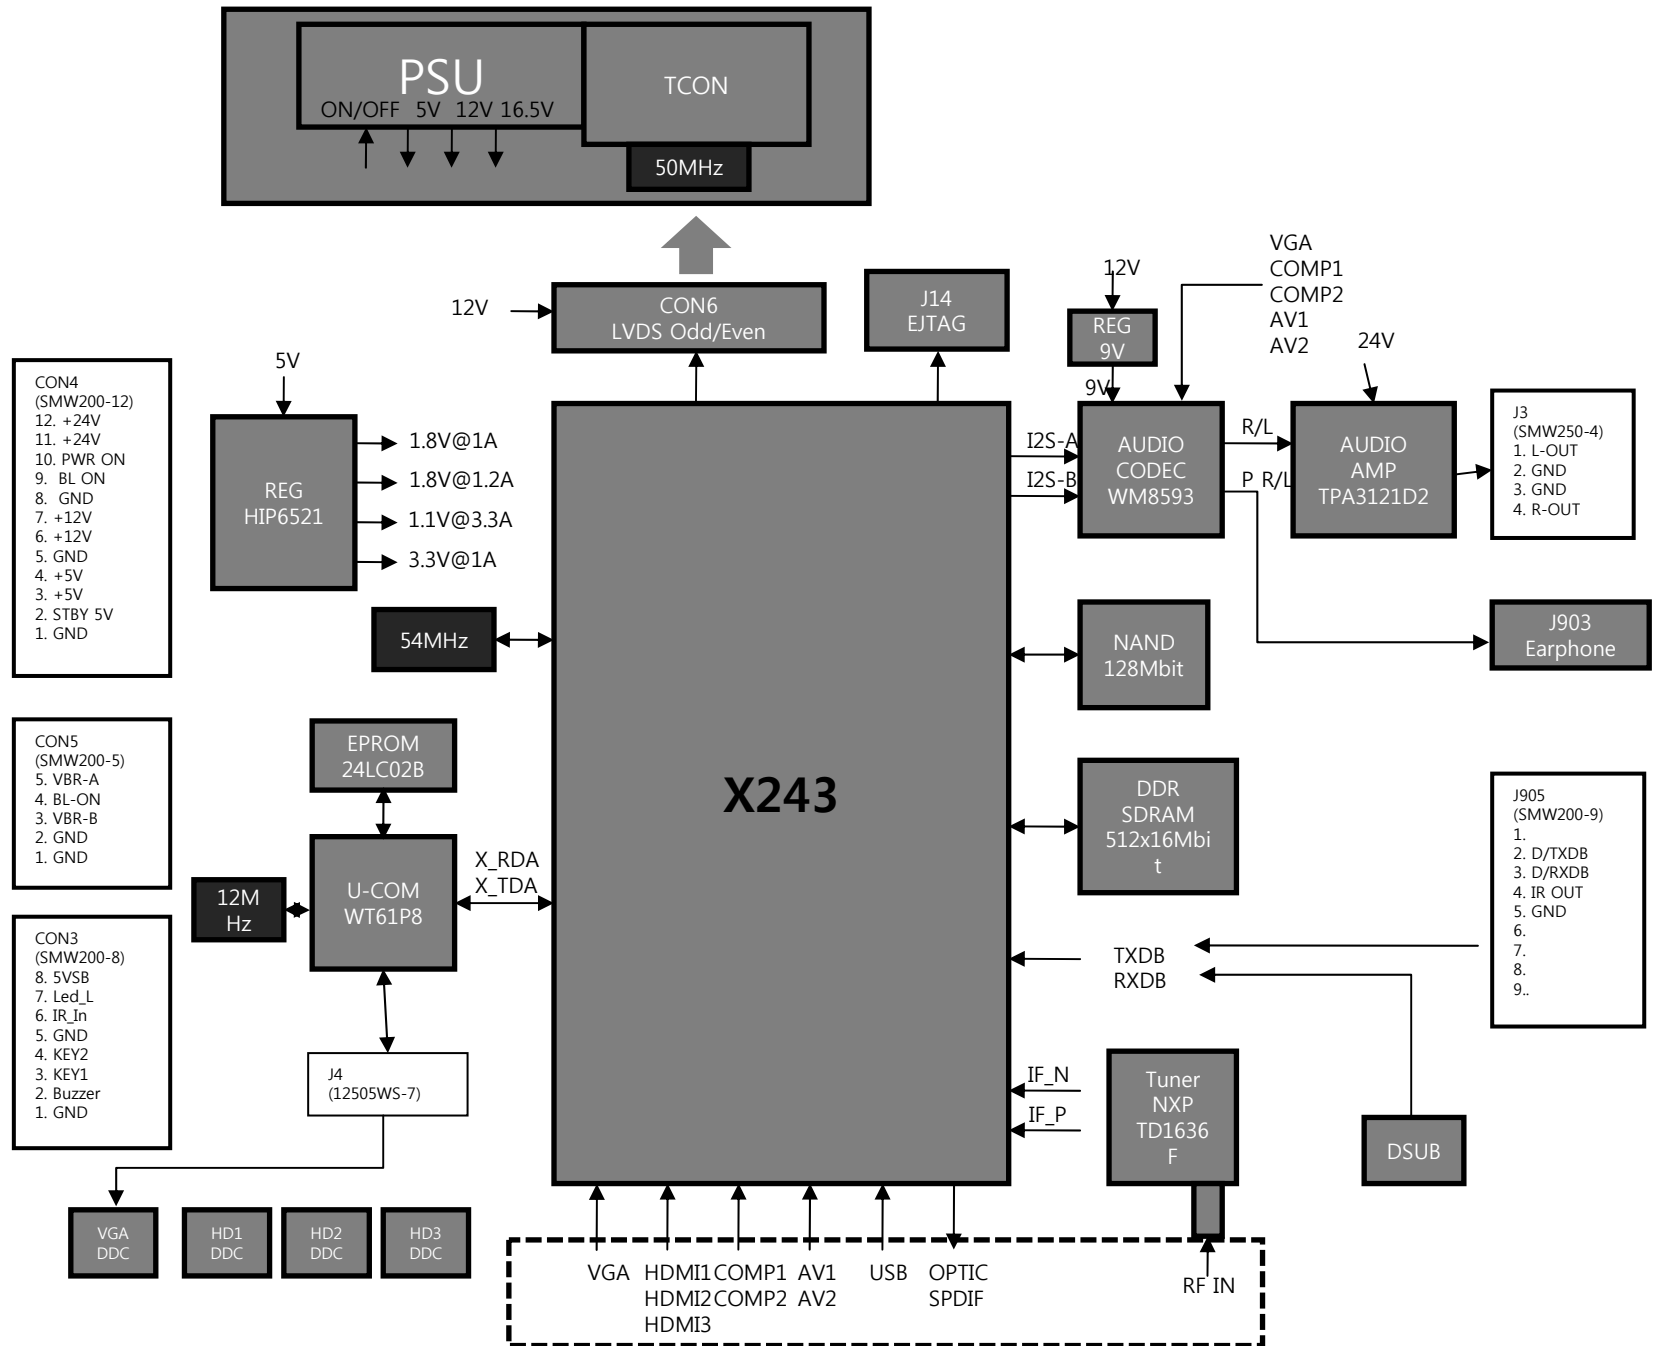 PSU
ON/OFF 5V 12V 16.5V
TCON
50MHz
12V
CON6
LVDS Odd/Even
J14
EJTAG
12V
REG
9V
9V
VGA
COMP1
COMP2
AV1
AV2
24V
CON4
(SMW200-12)
12. +24V
11. +24V
10. PWR ON
9. BL ON
8. GND
7. +12V
6. +12V
5. GND
4. +5V
3. +5V
2. STBY 5V
1. GND
5V
REG
HIP6521
1.8V@1A
1.8V@1.2A
1.1V@3.3A
3.3V@1A
54MHz
I2S-A
I2S-B
AUDIO
CODEC
WM8593
R/L
P_R/L
AUDIO
AMP
TPA3121D2
J3
(SMW250-4)
1. L-OUT
2. GND
3. GND
4. R-OUT
J903
Earphone
NAND
128Mbit
X243
DDR
SDRAM
512x16Mbi
t
CON5
(SMW200-5)
5. VBR-A
4. BL-ON
3. VBR-B
2. GND
1. GND
EPROM
24LC02B
U-COM
WT61P8
12M
Hz
X_RDA
X_TDA
CON3
(SMW200-8)
8. 5VSB
7. Led_L
6. IR_In
5. GND
4. KEY2
3. KEY1
2. Buzzer
1. GND
J4
(12505WS-7)
VGA
DDC
HD1
DDC
HD2
DDC
HD3
DDC
TXDB
RXDB
J905
(SMW200-9)
1.
2. D/TXDB
3. D/RXDB
4. IR OUT
5. GND
6.
7.
8.
9..
IF_N
IF_P
Tuner
NXP
TD1636
F
DSUB
VGA
HDMI1
HDMI2
HDMI3
COMP1
COMP2
AV1
AV2
USB
OPTIC
SPDIF
RF IN